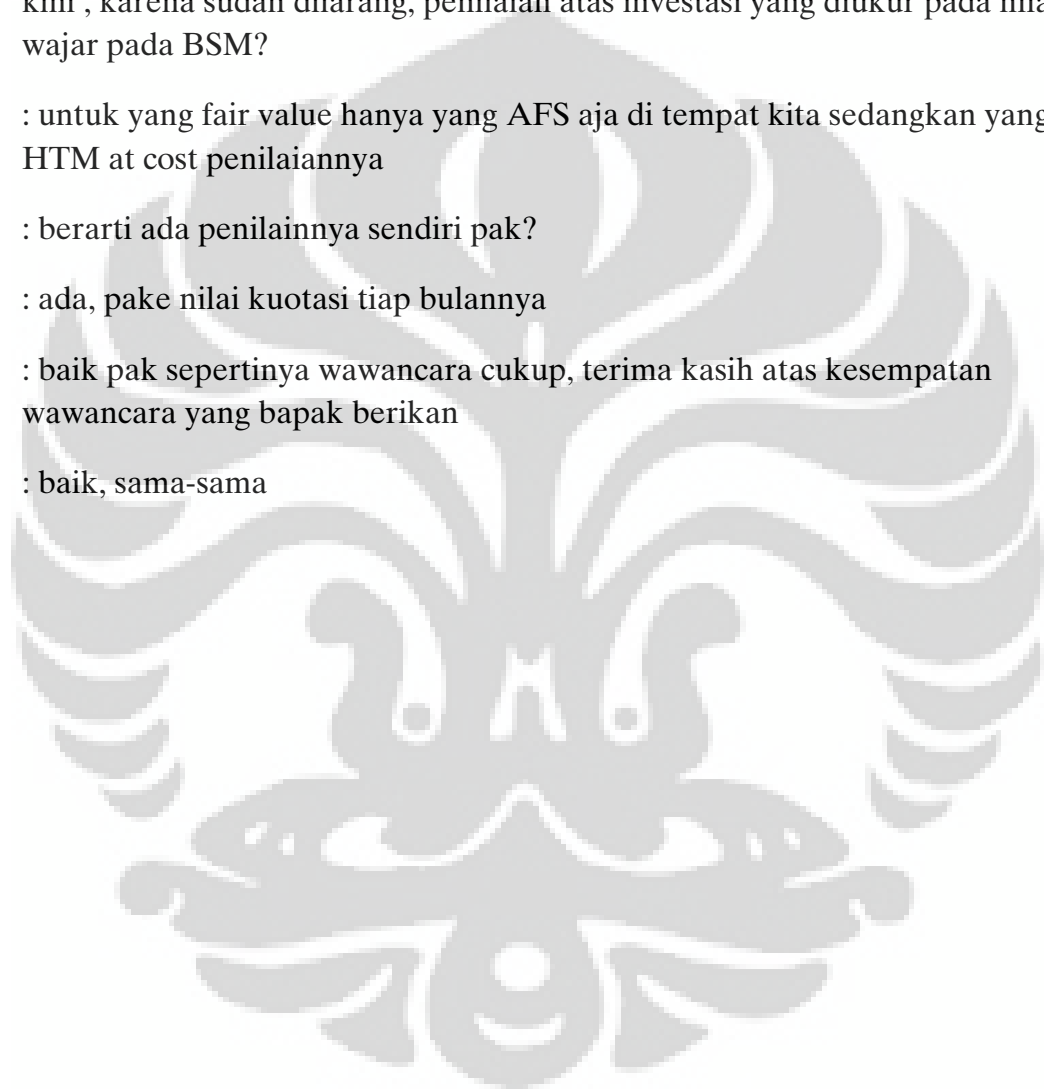 kini , karena sudah dilarang, penilaian atas investasi yang diukur pada nila
wajar pada BSM?
: untuk yang fair value hanya yang AFS aja di tempat kita sedangkan yang
HTM at cost penilaiannya
: berarti ada penilainnya sendiri pak?
: ada, pake nilai kuotasi tiap bulannya
: baik pak sepertinya wawancara cukup, terima kasih atas kesempatan
wawancara yang bapak berikan
: baik, sama-sama